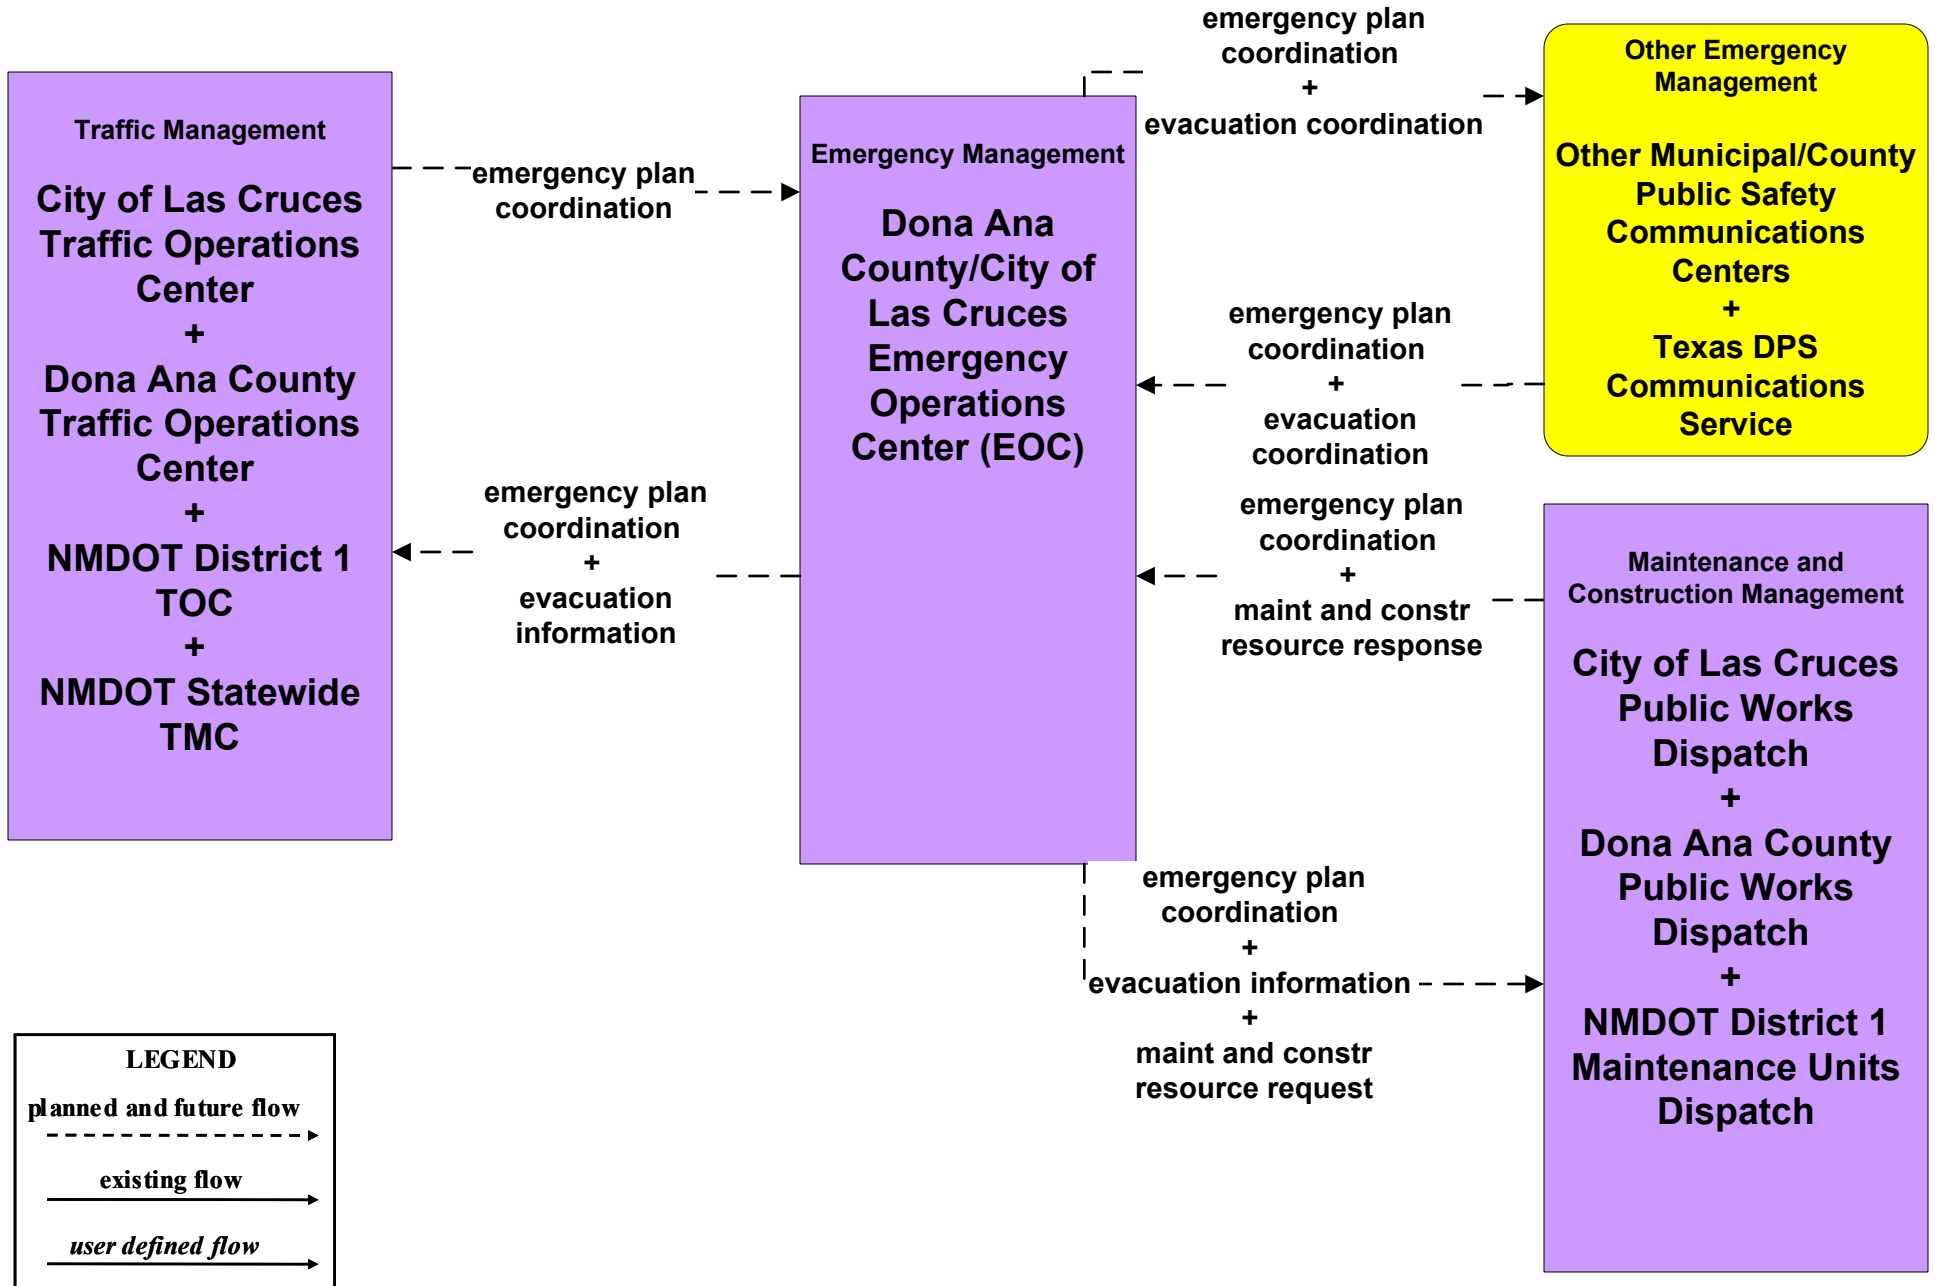 Traffic Management
City of Las Cruces
Traffic Operations
Center
+
Dona Ana County
Traffic Operations
Center
+
NMDOT District 1
TOC
+
NMDOT Statewide
TMC
emergency plan
coordination
emergency plan
coordination
+
evacuation
information
Emergency Management
Dona Ana
County/City of
Las Cruces
Emergency
Operations
Center (EOC)
emergency plan
coordination
+
evacuation coordination
emergency plan
coordination
+
evacuation
coordination
emergency plan
coordination
+
maint and constr
resource response
emergency plan
coordination
+
evacuation information
+
maint and constr
resource request
Other Emergency
Management
Other Municipal/County
Public Safety
Communications
Centers
+
Texas DPS
Communications
Service
Maintenance and
Construction Management
City of Las Cruces
Public Works
Dispatch
+
Dona Ana County
Public Works
Dispatch
+
NMDOT District 1
Maintenance Units
Dispatch
LEGEND
planned and future flow
existing flow
user defined flow